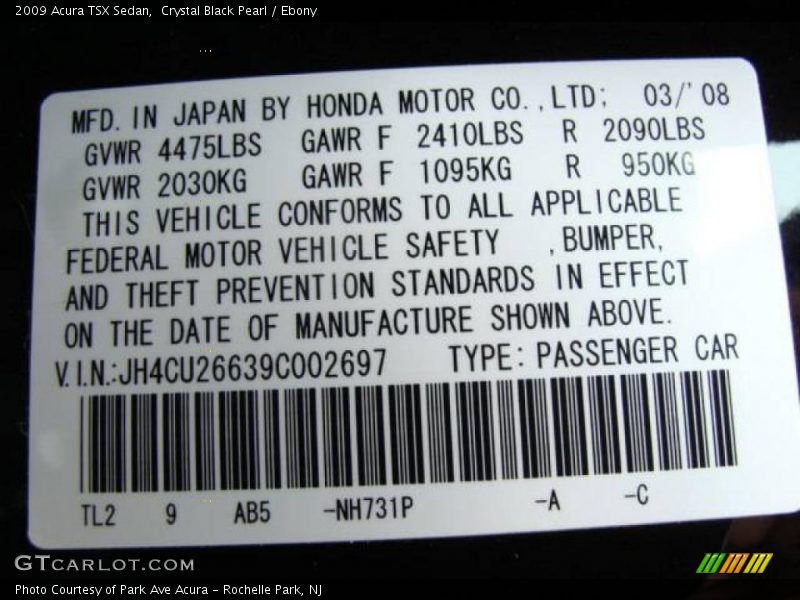 2009 Acura TSX Sedan,  Crystal Black Pearl / Ebony
MFD. IN JAPAN BY HONDA MOTOR CO., LTD; 03/'08
GVWR 4475LBS GAWR F 2410LBS R 2090LBS
GVWR 2030KG GAWR F 1095KG R 950KG
THIS VEHICLE CONFORMS TO ALL APPLICABLE
FEDERAL MOTOR VEHICLE SAFETY , BUMPER,
AND THEFT PREVENTION STANDARDS IN EFFECT
ON THE DATE OF MANUFACTURE SHOWN ABOVE.
V.I.N.:JH4CU26639C002697 TYPE: PASSENGER CAR
TL2 9 AB5 -NH731P -A -C
GTCARLOT.COM
Photo Courtesy of Park Ave Acura - Rochelle Park, NJ